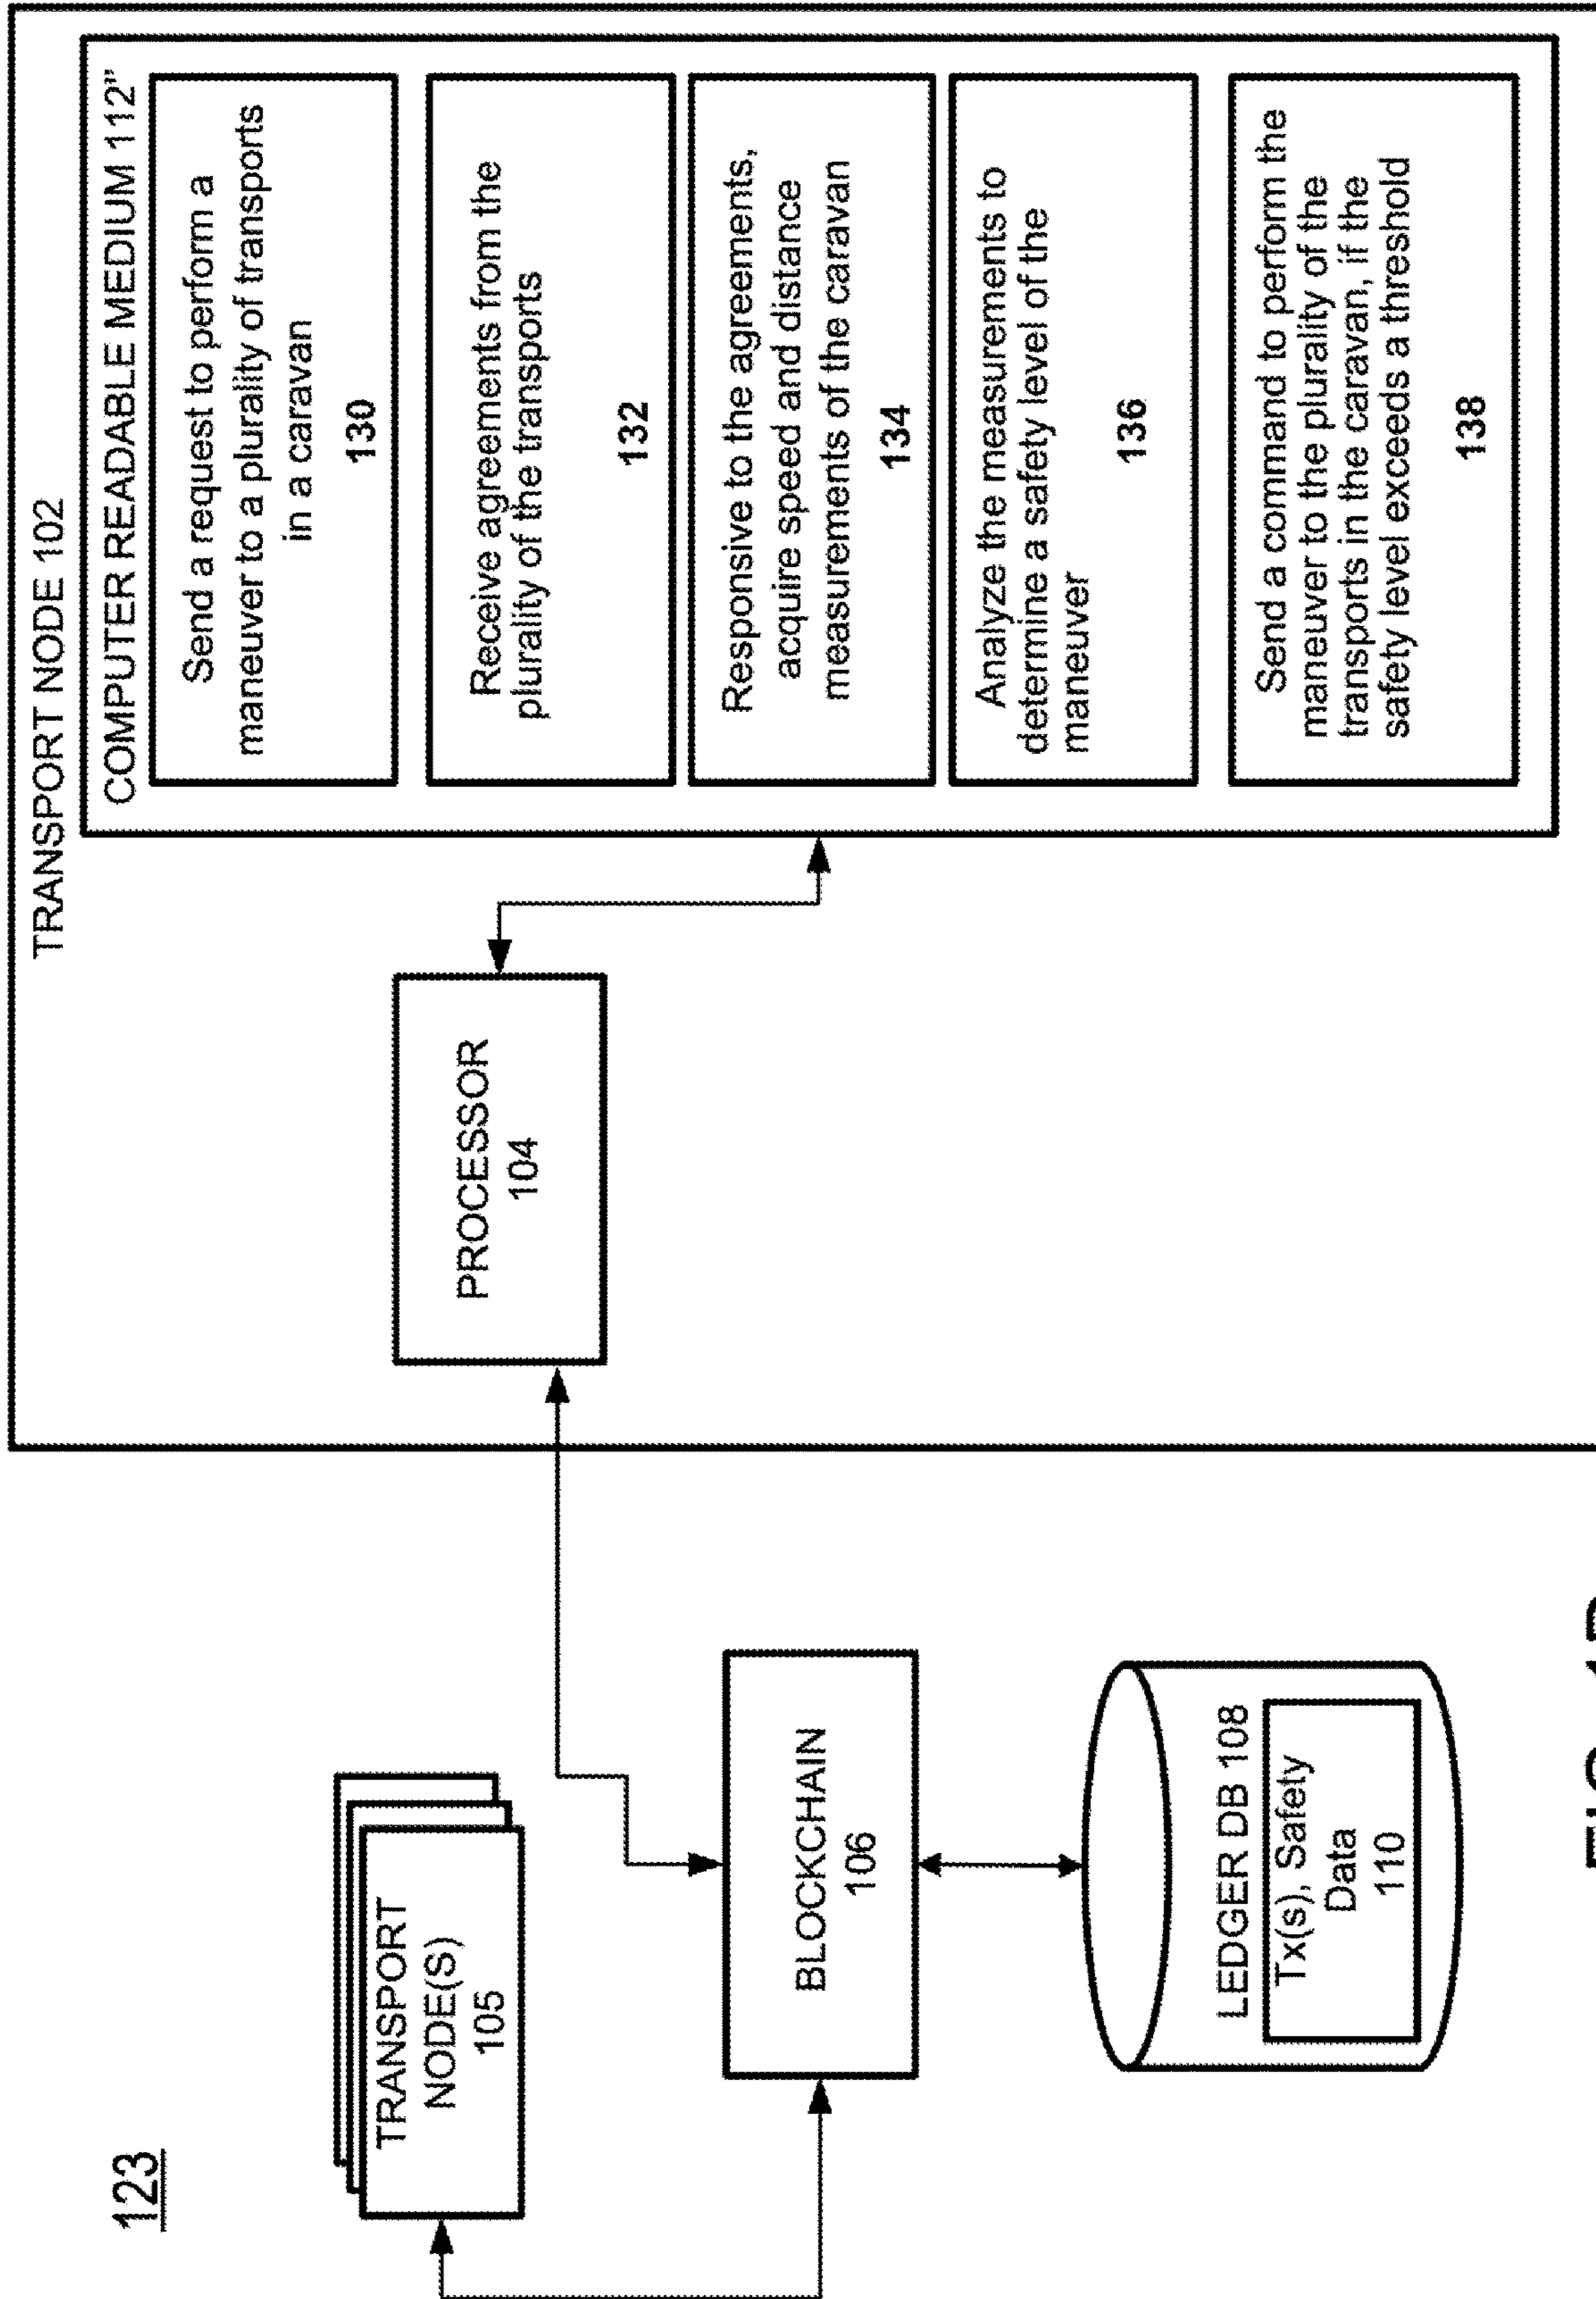 123
TRANSPORT NODE 102
COMPUTER READABLE MEDIUM 112”
Send a request to perform a
maneuver to a plurality of transports
in a caravan
130
Receive agreements from the
plurality of the transports
132
Responsive to the agreements,
acquire speed and distance
measurements of the caravan
134
Analyze the measurements to
determine a safety level of the
maneuver
136
Send a command to perform the
maneuver to the plurality of the
transports in the caravan, if the
safety level exceeds a threshold
138
PROCESSOR
104
TRANSPORT
NODE(S)
105
BLOCKCHAIN
106
LEDGER DB 108
Tx(s), Safety
Data
110